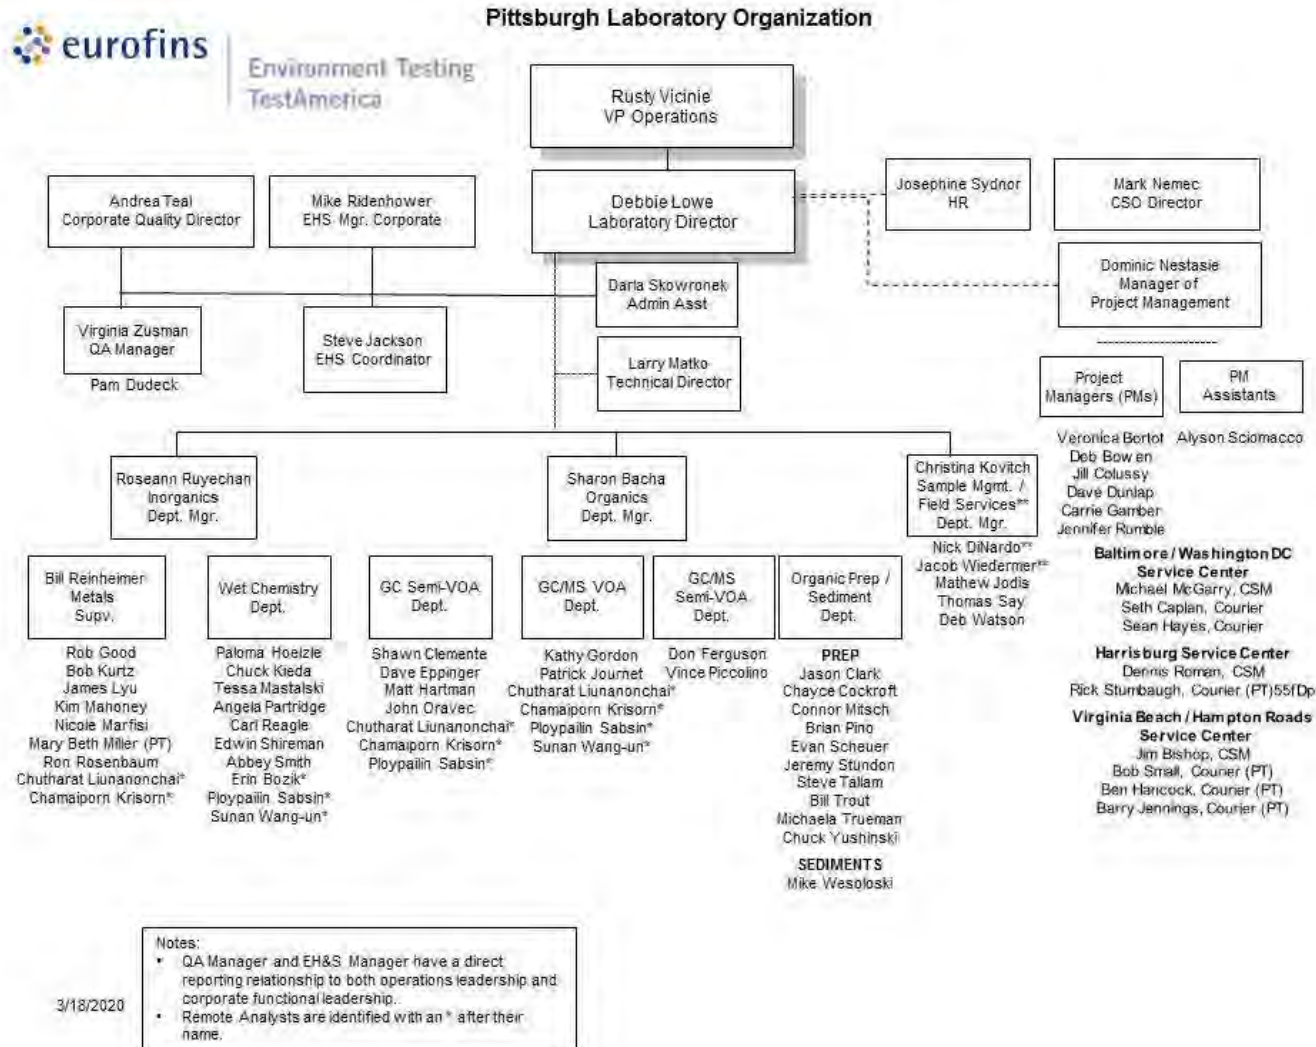 Pittsburgh Laboratory Organization
eurofins
Environment Testing
TestAmerica
Rusty Vicinie
VP Operations
Andrea Teal
Corporate Quality Director
Mike Ridenhower
EHS Mgr. Corporate
Debbie Lowe
Laboratory Director
Josephine Sydnor
HR
Mark Nemec
CSO Director
Dominic Nestasie
Manager of
Project Management
Darla Skowronek
Admin Asst
Virginia Zusman
QA Manager
Pam Dudeck
Steve Jackson
EHS Coordinator
Larry Matko
Technical Director
Project
Managers (PMs)
PM
Assistants
Veronica Bortot
Deb Bowen
Jill Colussy
Dave Dunlap
Carrie Gamber
Jennifer Rumble
Alyson Sciomacco
Roseann Ruyechan
Inorganics
Dept. Mgr.
Sharon Bacha
Organics
Dept. Mgr.
Christina Kovitch
Sample Mgmt. /
Field Services**
Dept. Mgr.
Nick DiNardo**
Jacob Wiedermer**
Mathew Jodis
Thomas Say
Deb Watson
Baltimore / Washington DC
Service Center
Michael McGarry, CSM
Seth Caplan, Courier
Sean Hayes, Courier
Harrisburg Service Center
Dennis Roman, CSM
Rick Stumbaugh, Courier (PT)55fDp
Virginia Beach / Hampton Roads
Service Center
Jim Bishop, CSM
Bob Small, Courier (PT)
Ben Hancock, Courier (PT)
Barry Jennings, Courier (PT)
Bill Reinheimer
Metals
Supv.
Rob Good
Bob Kurtz
James Lyu
Kim Mahoney
Nicole Marfisi
Mary Beth Miller (PT)
Ron Rosenbaum
Chutharat Liunanonchai*
Chamaiporn Krisorn*
Wet Chemistry
Dept.
Paloma Hoelzle
Chuck Kieda
Tessa Mastalski
Angela Partridge
Carl Reagle
Edwin Shireman
Abbey Smith
Erin Bozik*
Ploypailin Sabsin*
Sunan Wang-un*
GC Semi-VOA
Dept.
Shawn Clemente
Dave Eppinger
Matt Hartman
John Oravec
Chutharat Liunanonchai*
Chamaiporn Krisorn*
Ploypailin Sabsin*
GC/MS VOA
Dept.
Kathy Gordon
Patrick Journet
Chutharat Liunanonchai*
Chamaiporn Krisorn*
Ploypailin Sabsin*
Sunan Wang-un*
GC/MS
Semi-VOA
Dept.
Don Ferguson
Vince Piccolino
Organic Prep /
Sediment
Dept.
PREP
Jason Clark
Chayce Cockroft
Connor Mitsch
Brian Pino
Evan Scheuer
Jeremy Stundon
Steve Tallam
Bill Trout
Michaela Trueman
Chuck Yushinski
SEDIMENTS
Mike Wesoloski
3/18/2020
Notes:
• QA Manager and EH&S Manager have a direct
reporting relationship to both operations leadership and
corporate functional leadership.
• Remote Analysts are identified with an * after their
name.